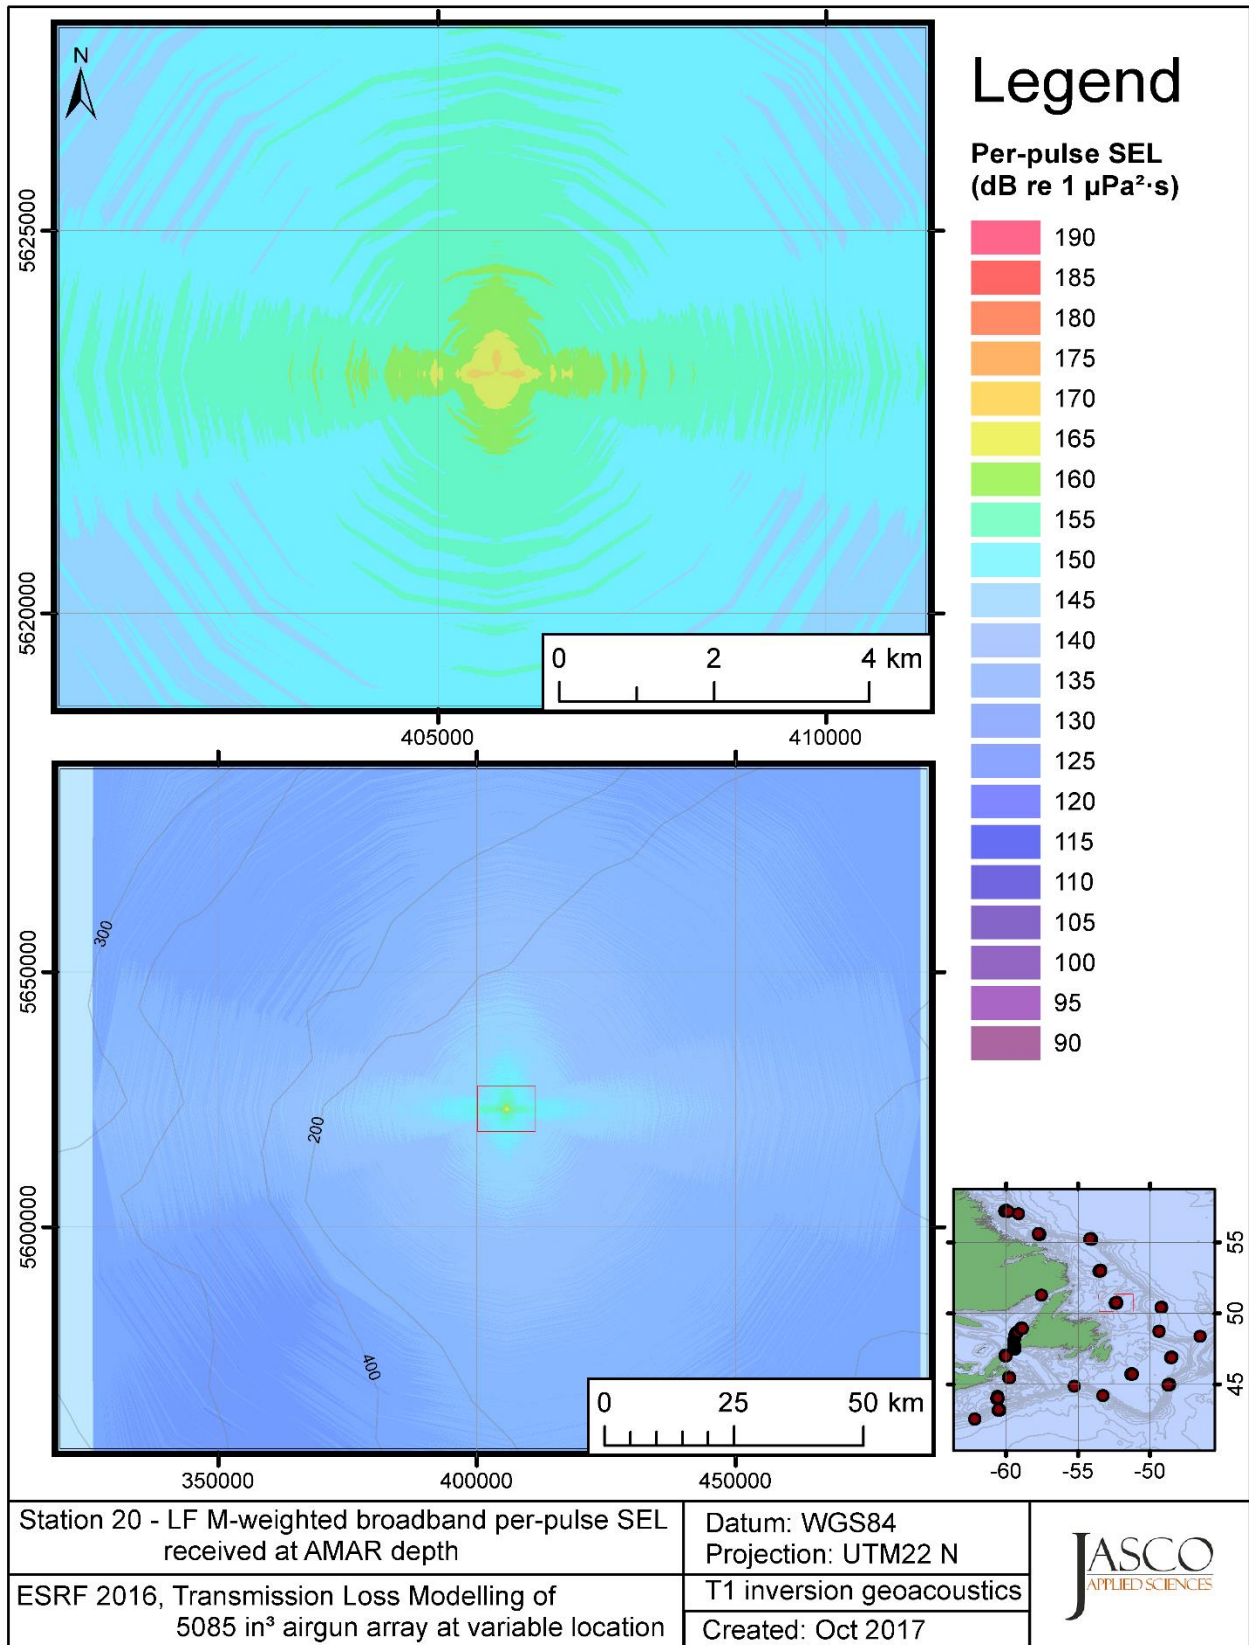 N
5625000
5620000
0 2 4 km
405000 410000
Legend
Per-pulse SEL
(dB re 1 µPa²·s)
190
185
180
175
170
165
160
155
150
145
140
135
130
125
120
115
110
105
100
95
90
300
200
400
5650000
5600000
0 25 50 km
350000 400000 450000
55
50
45
-60 -55 -50
Station 20 - LF M-weighted broadband per-pulse SEL
received at AMAR depth
ESRF 2016, Transmission Loss Modelling of
5085 in³ airgun array at variable location
Datum: WGS84
Projection: UTM22 N
T1 inversion geoacoustics
Created: Oct 2017
JASCO
APPLIED SCIENCES